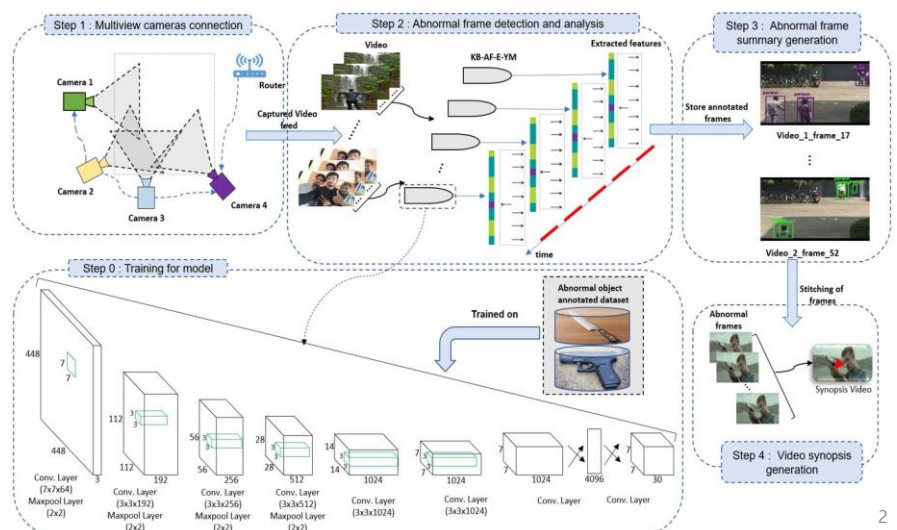 Step 1 : Multiview cameras connection
Camera 1
Router
Camera 2
Camera 3
Camera 4
Captured Video
feed
Step 2 : Abnormal frame detection and analysis
Video
KB-AF-E-YM
Extracted features
time
Store annotated
frames
Step 3 : Abnormal frame
summary generation
Video_1_frame_17
Video_2_frame_52
Stitching of
frames
Step 0 : Training for model
Trained on
Abnormal object
annotated dataset
448
7
7
448
3
Conv. Layer
(7x7x64)
Maxpool Layer
(2x2)
112
3
3
112
192
Conv. Layer
(3x3x192)
Maxpool Layer
(2x2)
56
3
3
56
256
Conv. Layer
(3x3x256)
Maxpool Layer
(2x2)
28
3
3
28
512
Conv. Layer
(3x3x512)
Maxpool Layer
(2x2)
14
3
3
14
1024
Conv. Layer
(3x3x1024)
7
3
3
7
1024
Conv. Layer
(3x3x1024)
7
7
1024
Conv. Layer
4096
7
7
30
Conv. Layer
Abnormal
frames
Synopsis Video
Step 4 : Video synopsis
generation
2